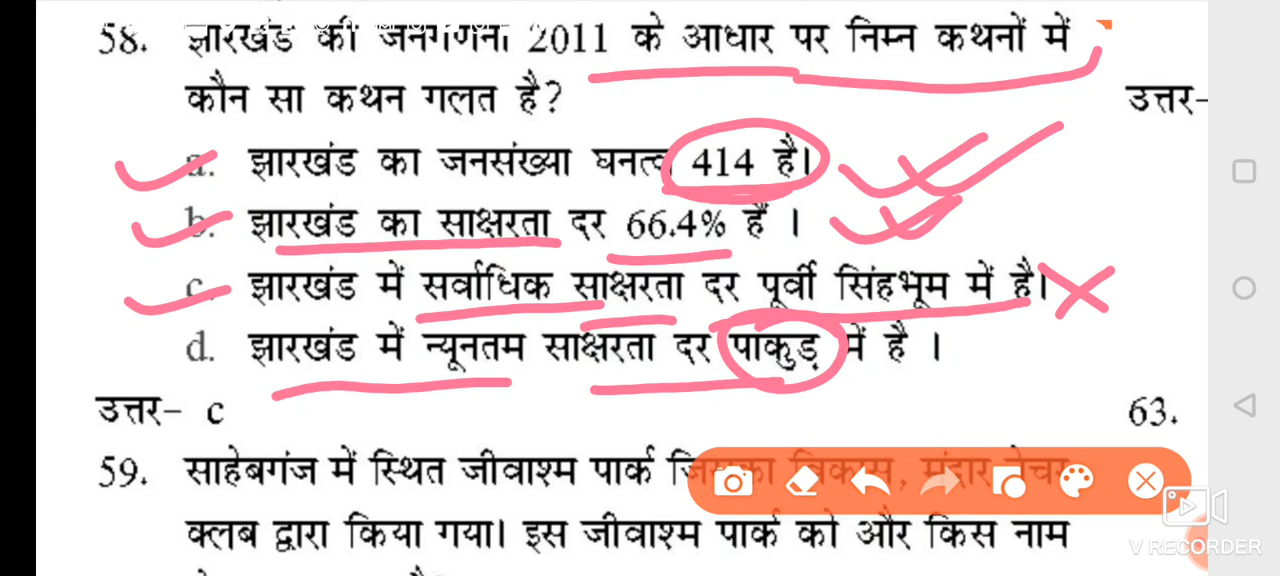 58. झारखंड की जनगणना 2011 के आधार पर निम्न कथनों में
कौन सा कथन गलत है?
a. झारखंड का जनसंख्या घनत्व 414 है।
b. झारखंड का साक्षरता दर 66.4% है ।
c. झारखंड में सर्वाधिक साक्षरता दर पूर्वी सिंहभूम में है।
d. झारखंड में न्यूनतम साक्षरता दर पाकुड़ में है ।
उत्तर- c
59. साहेबगंज में स्थित जीवाश्म पार्क जिसका विकास, मंदार नेचर
क्लब द्वारा किया गया। इस जीवाश्म पार्क को और किस नाम
उत्तर-
63.
V RECORDER